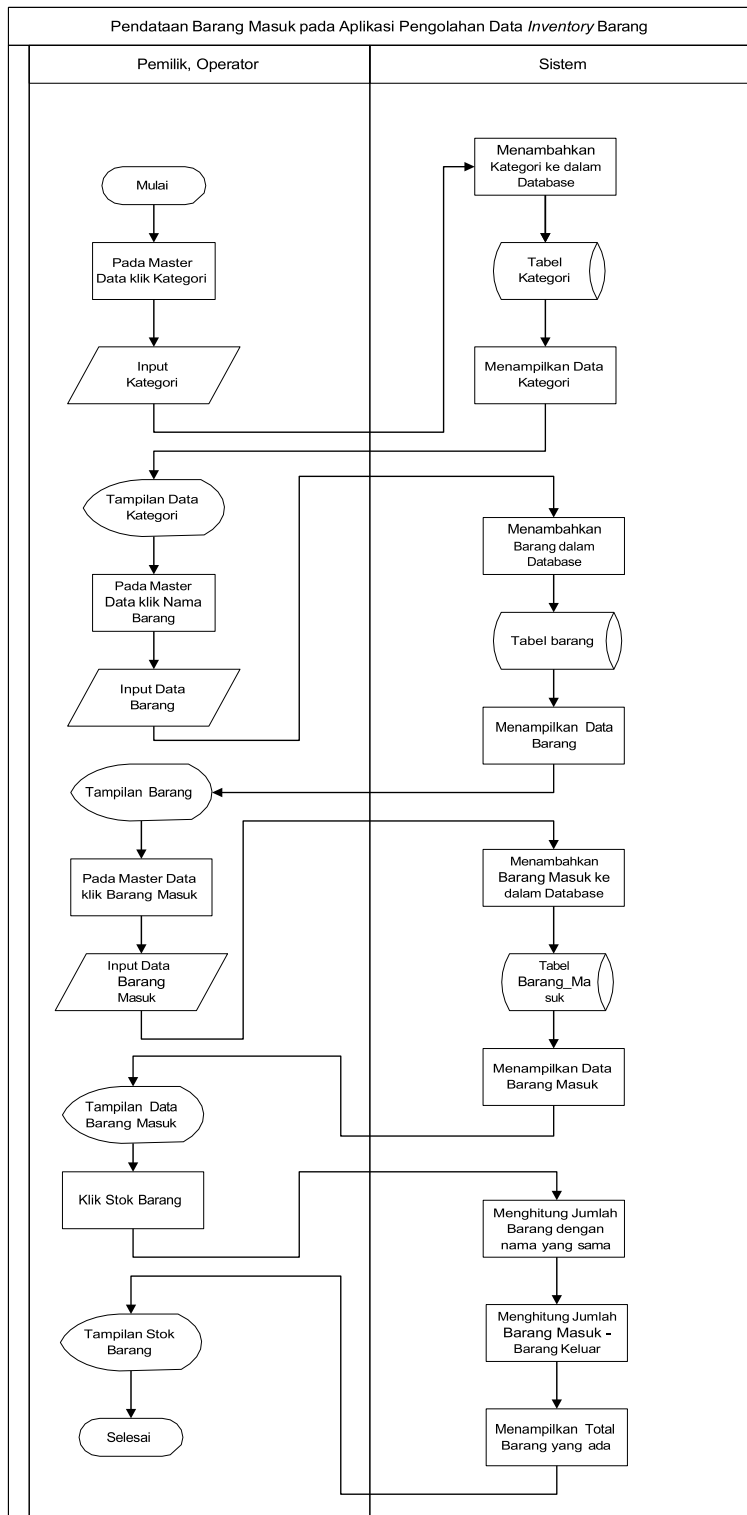 Pendataan Barang Masuk pada Aplikasi Pengolahan Data Inventory Barang
Pemilik, Operator
Sistem
Mulai
Pada Master
Data klik Kategori
Input
Kategori
Menambahkan
Kategori ke dalam
Database
Tabel
Kategori
Menampilkan Data
Kategori
Tampilan Data
Kategori
Pada Master
Data klik Nama
Barang
Input Data
Barang
Menambahkan
Barang dalam
Database
Tabel barang
Menampilkan Data
Barang
Tampilan Barang
Pada Master Data
klik Barang Masuk
Input Data
Barang
Masuk
Menambahkan
Barang Masuk ke
dalam Database
Tabel
Barang_Ma
suk
Menampilkan Data
Barang Masuk
Tampilan Data
Barang Masuk
Klik Stok Barang
Menghitung Jumlah
Barang dengan
nama yang sama
Menghitung Jumlah
Barang Masuk -
Barang Keluar
Menampilkan Total
Barang yang ada
Tampilan Stok
Barang
Selesai